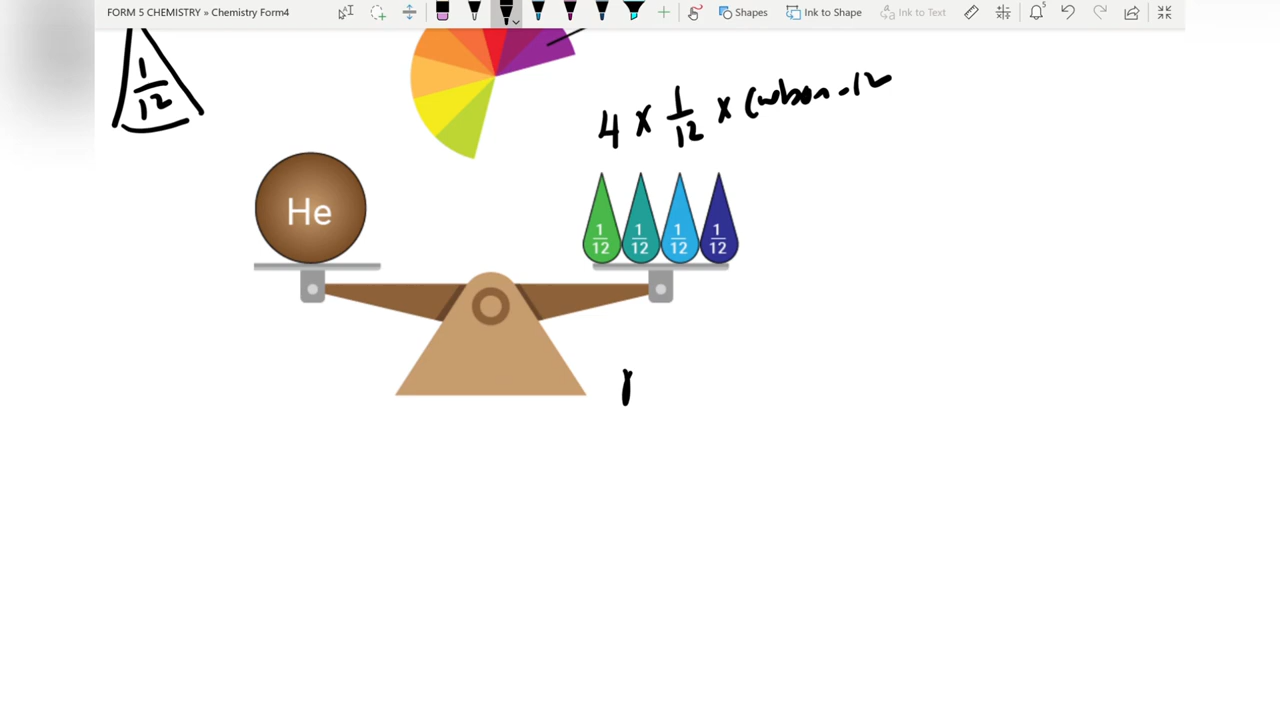 FORM 5 CHEMISTRY » Chemistry Form4
Shapes
Ink to Shape
Ink to Text
5
1/12
4 x 1/12 x Carbon-12
He
1/12 1/12 1/12 1/12